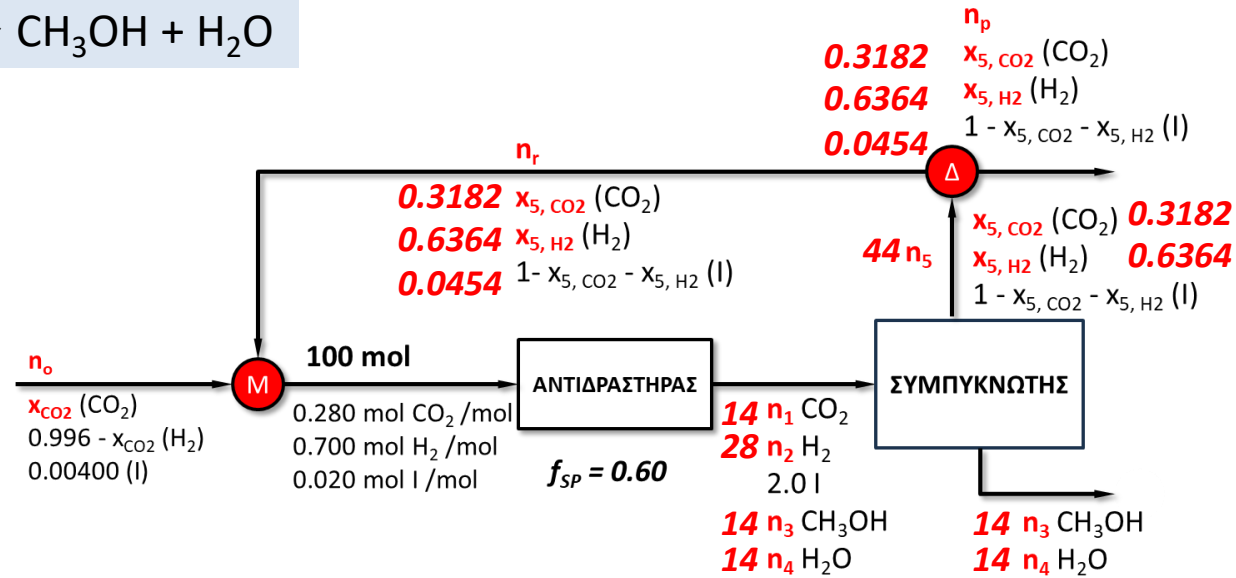 CH₃OH + H₂O
nₚ
0.3182 x₅, CO2 (CO₂)
0.6364 x₅, H2 (H₂)
0.0454 1 - x₅, CO2 - x₅, H2 (I)
Δ
nᵣ
0.3182 x₅, CO2 (CO₂)
0.6364 x₅, H2 (H₂)
0.0454 1- x₅, CO2 - x₅, H2 (I)
44 n₅
x₅, CO2 (CO₂) 0.3182
x₅, H2 (H₂) 0.6364
1 - x₅, CO2 - x₅, H2 (I)
nₒ
xCO2 (CO₂)
0.996 - xCO2 (H₂)
0.00400 (I)
M
100 mol
0.280 mol CO₂ /mol
0.700 mol H₂ /mol
0.020 mol I /mol
ΑΝΤΙΔΡΑΣΤΗΡΑΣ
fSP = 0.60
14 n₁ CO₂
28 n₂ H₂
2.0 I
14 n₃ CH₃OH
14 n₄ H₂O
ΣΥΜΠΥΚΝΩΤΗΣ
14 n₃ CH₃OH
14 n₄ H₂O